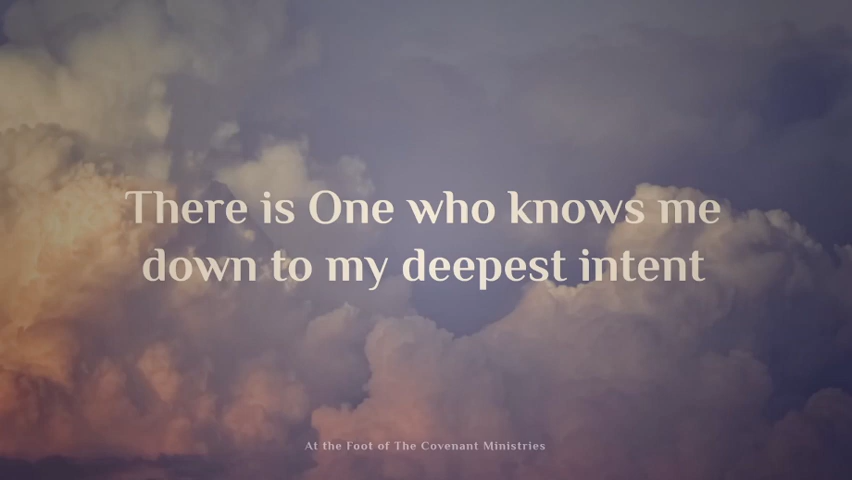 There is One who knows me
down to my deepest intent
At the Foot of The Covenant Ministries